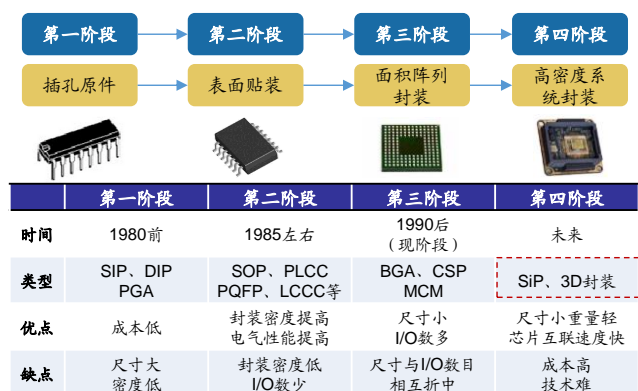 第一阶段 第二阶段 第三阶段 第四阶段
插孔原件 表面贴装 面积阵列 高密度系
封装 统封装
第一阶段 第二阶段 第三阶段 第四阶段
时间 1980前 1985左右 1990后 未来
(现阶段)
类型 SIP、DIP SOP、PLCC BGA、CSP SiP、3D封装
PGA PQFP、LCCC等 MCM
优点 成本低 封装密度提高 尺寸小 尺寸小重量轻
电气性能提高 I/O数多 芯片互联速度快
缺点 尺寸大 封装密度低 尺寸与I/O数目 成本高
密度低 I/O数少 相互折中 技术难